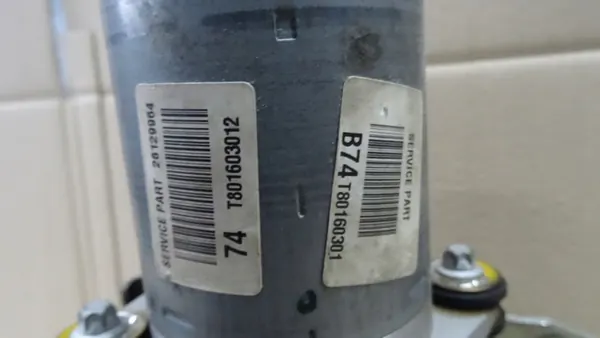 SERVICE PART 26129964
74 T801603012
SERVICE PART
B74 T80160301